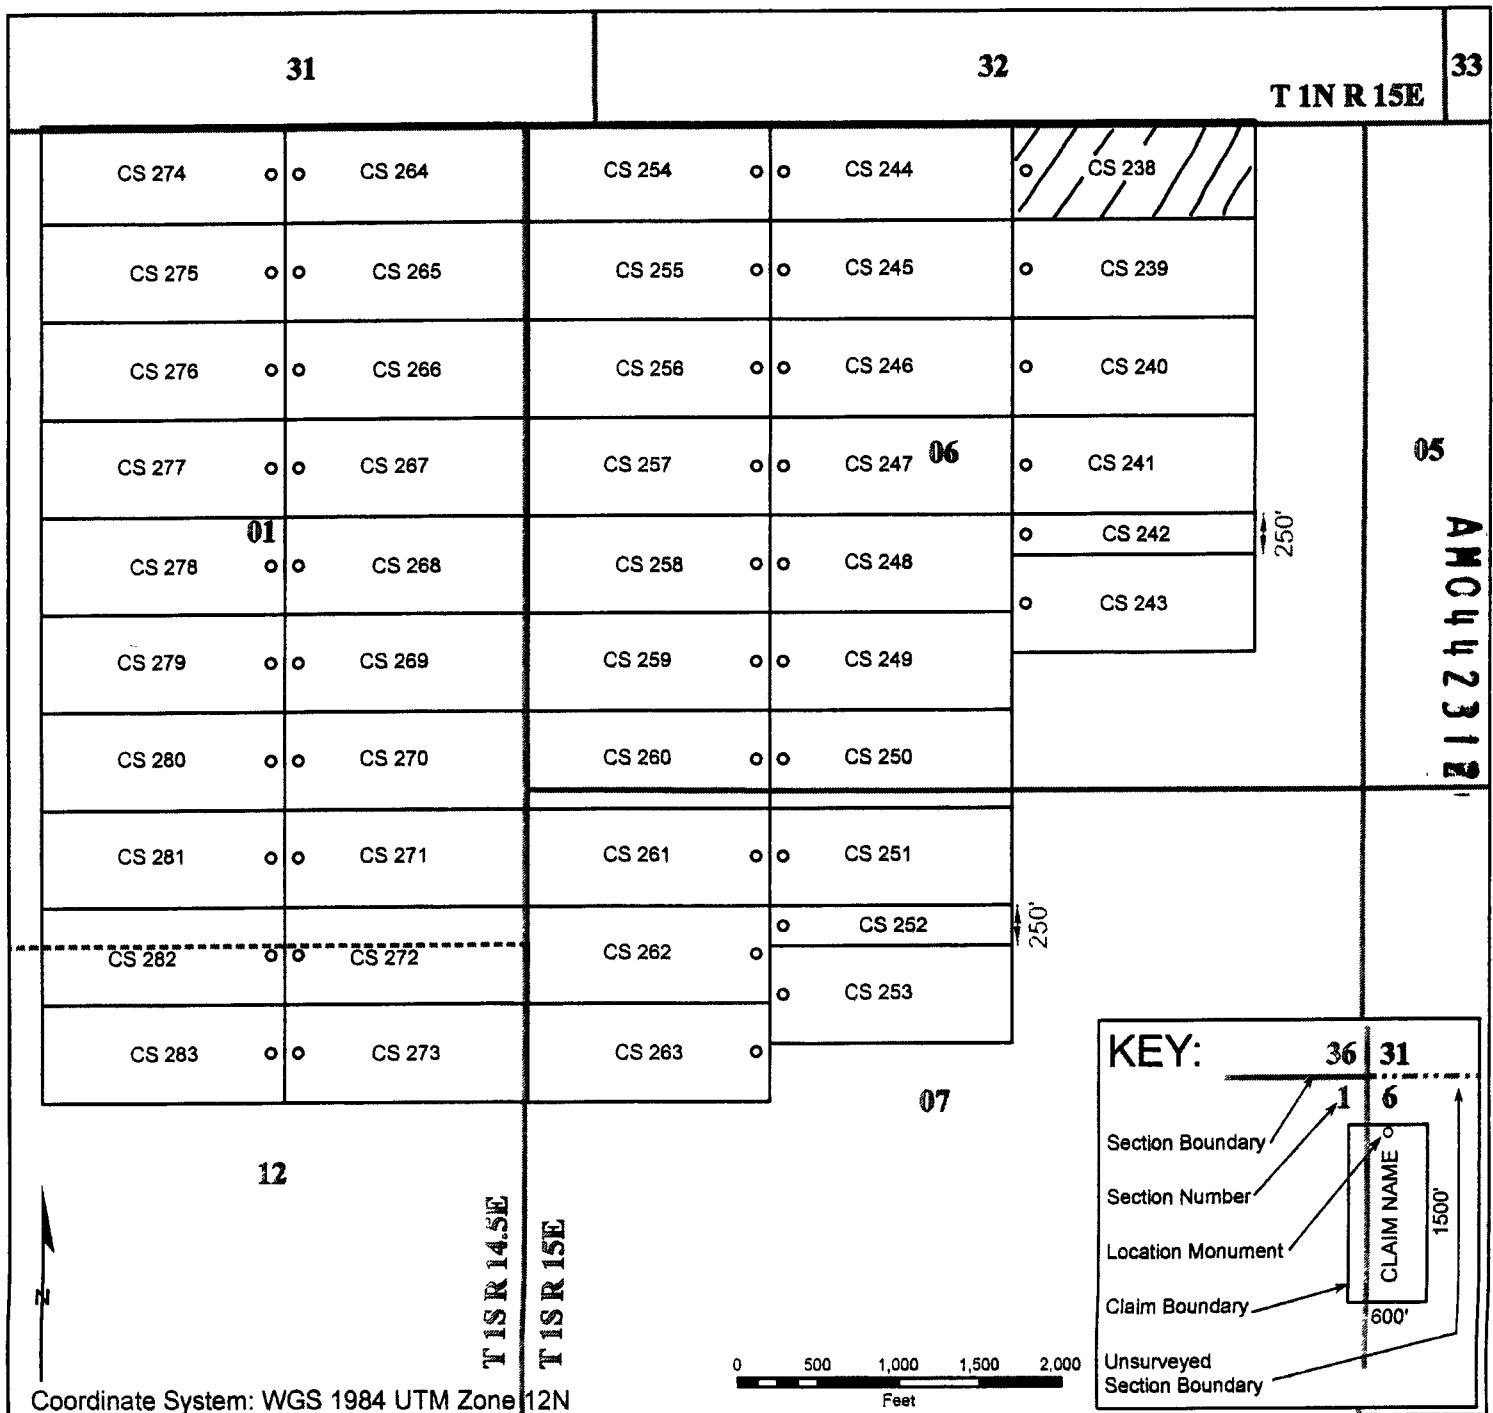 31
32
33
T 1N R 15E
CS 274
CS 264
CS 254
CS 244
CS 238
CS 275
CS 265
CS 255
CS 245
CS 239
CS 276
CS 266
CS 256
CS 246
CS 240
CS 277
CS 267
CS 257
CS 247
06
CS 241
05
01
CS 278
CS 268
CS 258
CS 248
CS 242
250'
CS 243
CS 279
CS 269
CS 259
CS 249
CS 280
CS 270
CS 260
CS 250
CS 281
CS 271
CS 261
CS 251
CS 282
CS 272
CS 262
CS 252
250'
CS 253
CS 283
CS 273
CS 263
07
12
T 1S R 14.5E
T 1S R 15E
N
Coordinate System: WGS 1984 UTM Zone 12N
0 500 1,000 1,500 2,000
Feet
KEY:
36 31
1 6
Section Boundary
Section Number
Location Monument
Claim Boundary
Unsurveyed
Section Boundary
CLAIM NAME
1500'
600'